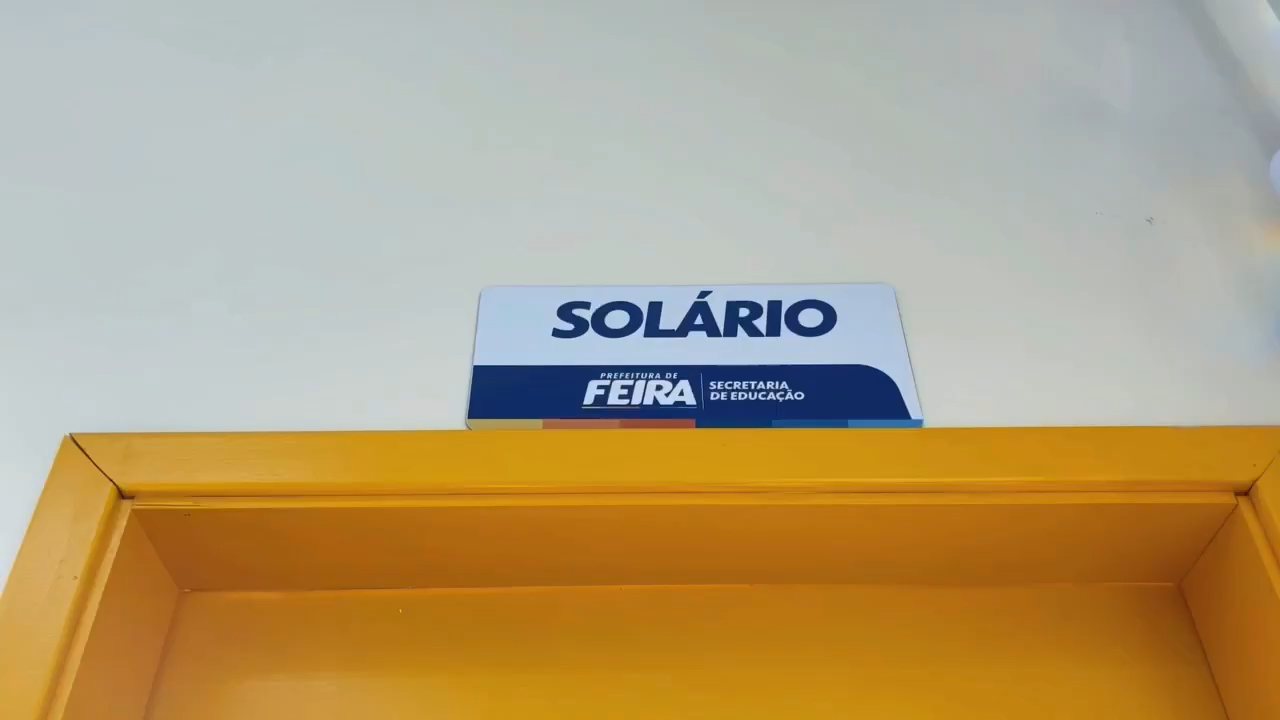 SOLÁRIO
PREFEITURA DE
FEIRA
SECRETARIA
DE EDUCAÇÃO